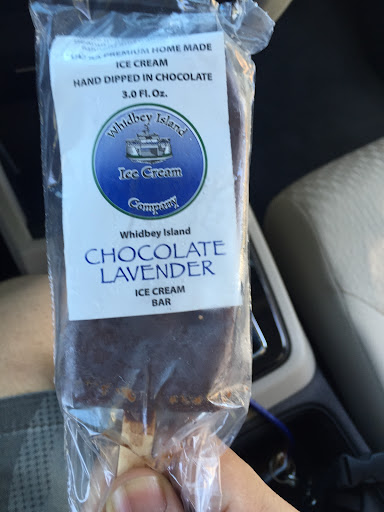 PREMIUM HOME MADE
ICE CREAM
HAND DIPPED IN CHOCOLATE
3.0 Fl. Oz.
Whidbey Island
Ice Cream
Company
Whidbey Island
CHOCOLATE
LAVENDER
ICE CREAM
BAR